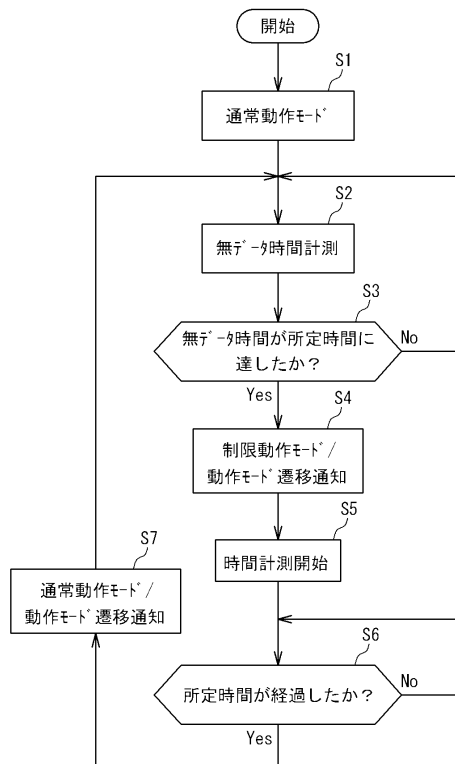 開始
S1
通常動作ﾓｰﾄﾞ
S2
無ﾃﾞｰﾀ時間計測
S3
無ﾃﾞｰﾀ時間が所定時間に
達したか？
No
Yes
S4
制限動作ﾓｰﾄﾞ/
動作ﾓｰﾄﾞ遷移通知
S5
時間計測開始
S7
通常動作ﾓｰﾄﾞ/
動作ﾓｰﾄﾞ遷移通知
S6
所定時間が経過したか？
No
Yes